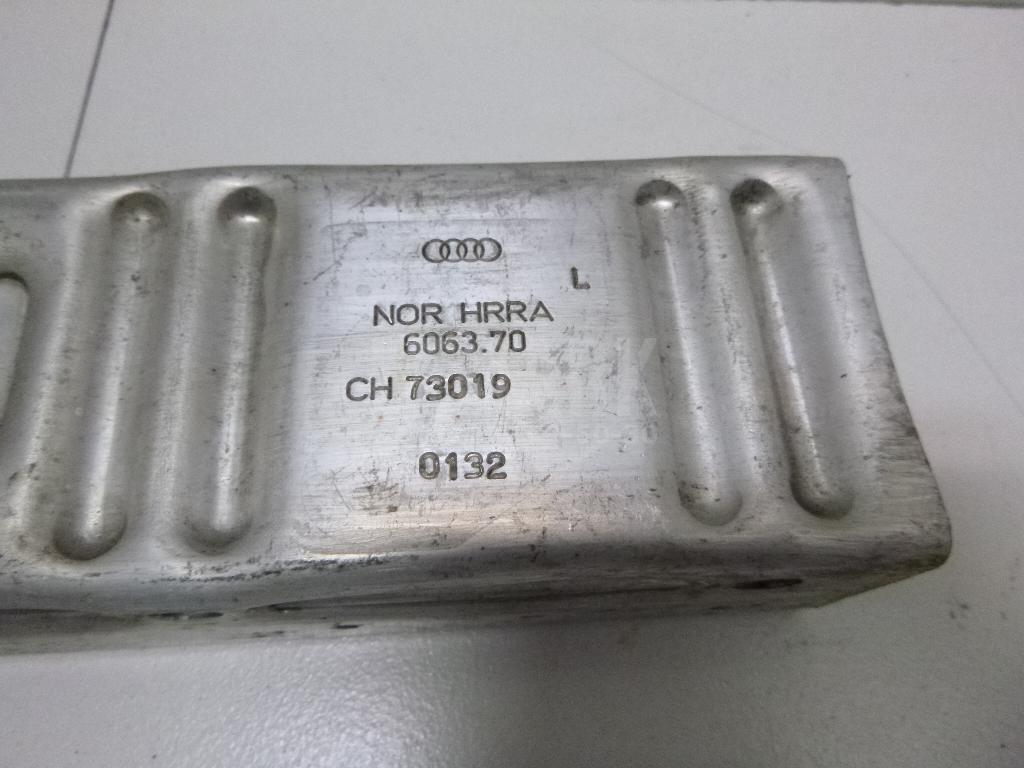 L
NOR HRRA
6063.70
CH 73019
0132